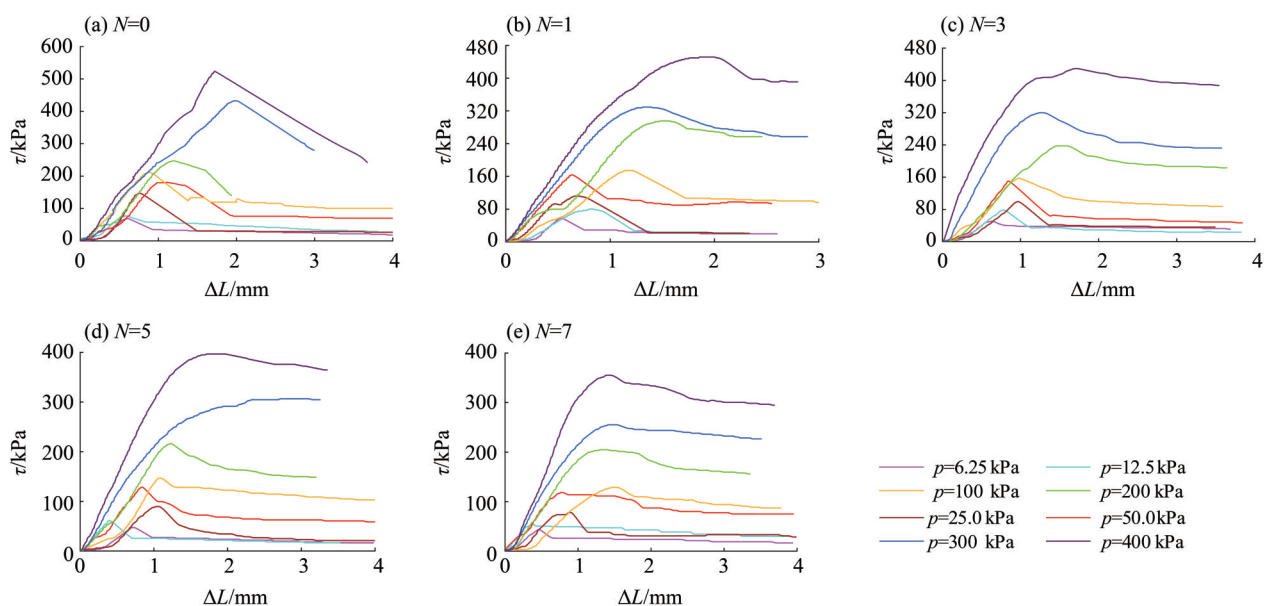 (a) N=0
600
500
400
300
200
100
0
0 1 2 3 4
τ/kPa
ΔL/mm
(b) N=1
480
400
320
240
160
80
0
0 1 2 3
τ/kPa
ΔL/mm
(c) N=3
480
400
320
240
160
80
0
0 1 2 3 4
τ/kPa
ΔL/mm
(d) N=5
400
300
200
100
0
0 1 2 3 4
τ/kPa
ΔL/mm
(e) N=7
400
300
200
100
0
0 1 2 3 4
τ/kPa
ΔL/mm
p=6.25 kPa p=12.5 kPa
p=100 kPa p=200 kPa
p=25.0 kPa p=50.0kPa
p=300 kPa p=400 kPa